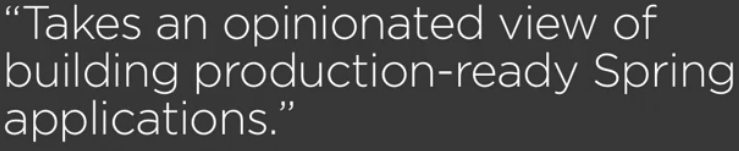 “Takes an opinionated view of
building production-ready Spring
applications.”